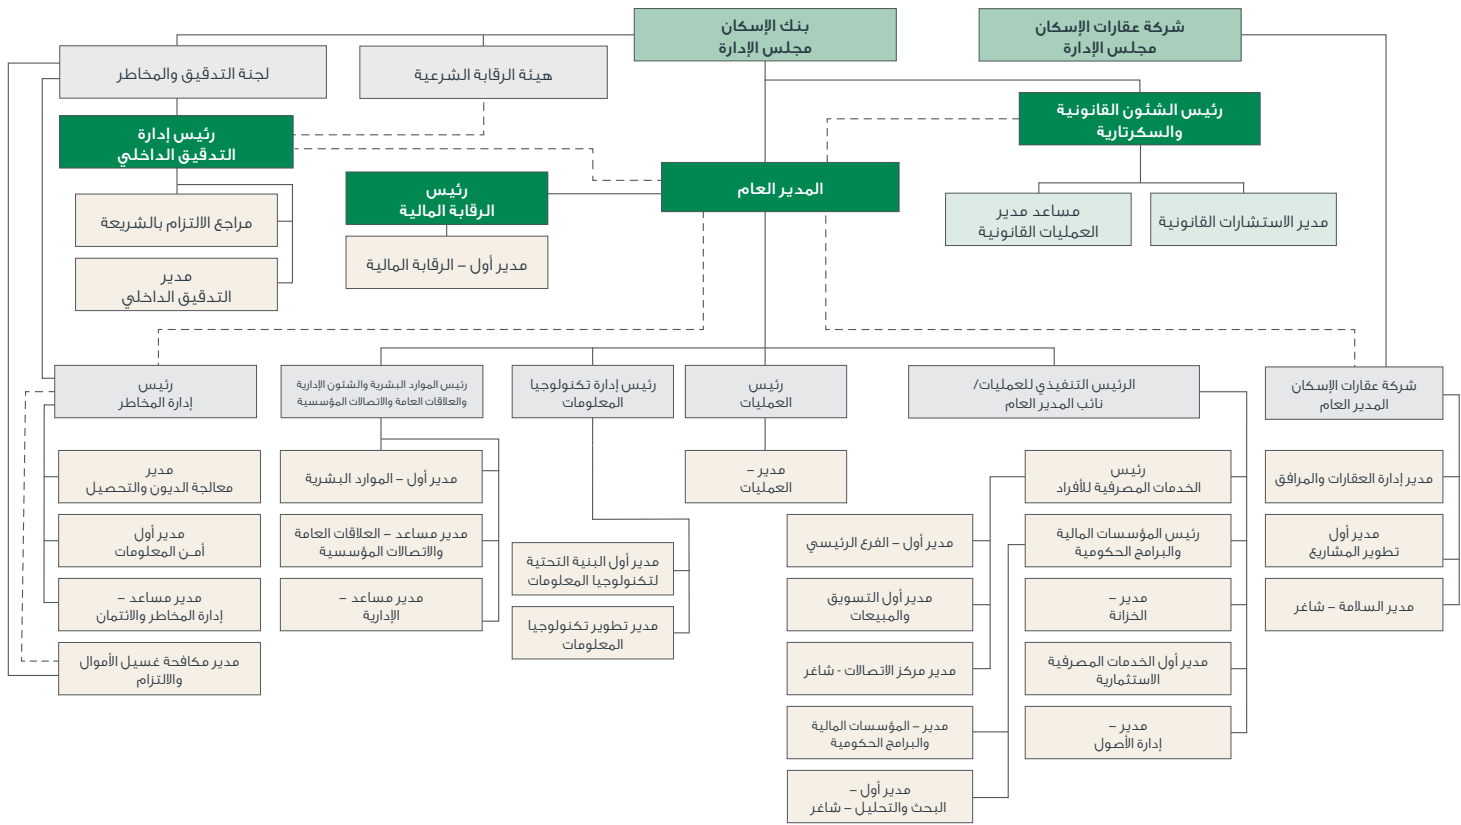 شركة عقارات الإسكان
مجلس الإدارة
بنك الإسكان
مجلس الإدارة
هيئة الرقابة الشرعية
لجنة التدقيق والمخاطر
رئيس الشئون القانونية
والسكرتارية
رئيس إدارة
التدقيق الداخلي
المدير العام
رئيس
الرقابة المالية
مدير الاستشارات القانونية
مساعد مدير
العمليات القانونية
مدير أول – الرقابة المالية
مراجع الالتزام بالشريعة
مدير
التدقيق الداخلي
شركة عقارات الإسكان
المدير العام
الرئيس التنفيذي للعمليات/
نائب المدير العام
رئيس
العمليات
رئيس إدارة تكنولوجيا
المعلومات
رئيس الموارد البشرية والشئون الإدارية
والعلاقات العامة والاتصالات المؤسسية
رئيس
إدارة المخاطر
مدير إدارة العقارات والمرافق
مدير أول
تطوير المشاريع
مدير السلامة – شاغر
رئيس
الخدمات المصرفية للأفراد
رئيس المؤسسات المالية
والبرامج الحكومية
مدير –
الخزانة
مدير أول الخدمات المصرفية
الاستثمارية
مدير –
إدارة الأصول
مدير أول – الفرع الرئيسي
مدير أول التسويق
والمبيعات
مدير مركز الاتصالات - شاغر
مدير – المؤسسات المالية
والبرامج الحكومية
مدير أول –
البحث والتحليل – شاغر
مدير –
العمليات
مدير أول البنية التحتية
لتكنولوجيا المعلومات
مدير تطوير تكنولوجيا
المعلومات
مدير أول – الموارد البشرية
مدير مساعد – العلاقات العامة
والاتصالات المؤسسية
مدير مساعد –
الإدارية
مدير
معالجة الديون والتحصيل
مدير أول
أمـن المعلومات
مدير مساعد –
إدارة المخاطر والائتمان
مدير مكافحة غسيل الأموال
والالتزام